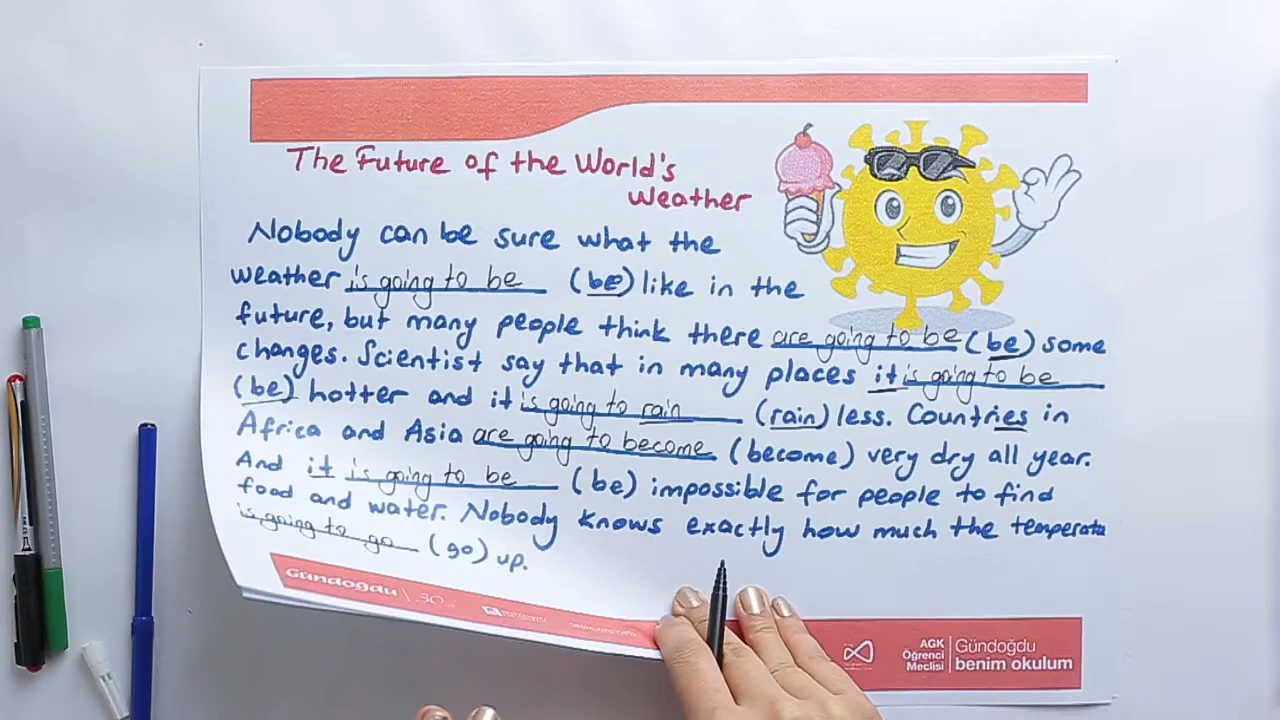 The Future of the World's
Weather
Nobody can be sure what the
weather is going to be (be) like in the
future, but many people think there are going to be (be) some
changes. Scientist say that in many places it is going to be
(be) hotter and it is going to rain (rain) less. Countries in
Africa and Asia are going to become (become) very dry all year.
And it is going to be (be) impossible for people to find
food and water. Nobody knows exactly how much the
is going to go (go) up.
Gündoğdu 30
AGK
Öğrenci
Meclisi
Gündoğdu
benim okulum